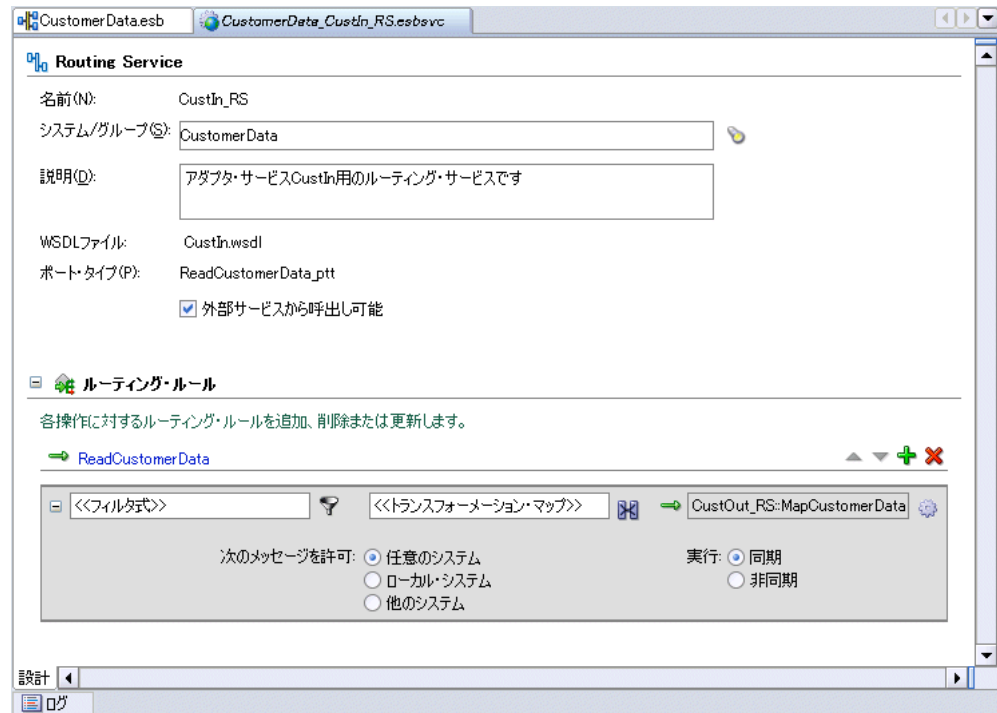 CustomerData.esb
CustomerData_CustIn_RS.esbsvc
Routing Service
名前(N): CustIn_RS
システム/グループ(S): CustomerData
説明(D): アダプタ・サービスCustIn用のルーティング・サービスです
WSDLファイル: CustIn.wsdl
ポート・タイプ(P): ReadCustomerData_ptt
外部サービスから呼出し可能
ルーティング・ルール
各操作に対するルーティング・ルールを追加、削除または更新します。
ReadCustomerData
<<フィルタ式>> <<トランスフォーメーション・マップ>> CustOut_RS::MapCustomerData
次のメッセージを許可: 任意のシステム 実行: 同期
ローカル・システム 非同期
他のシステム
設計
ログ